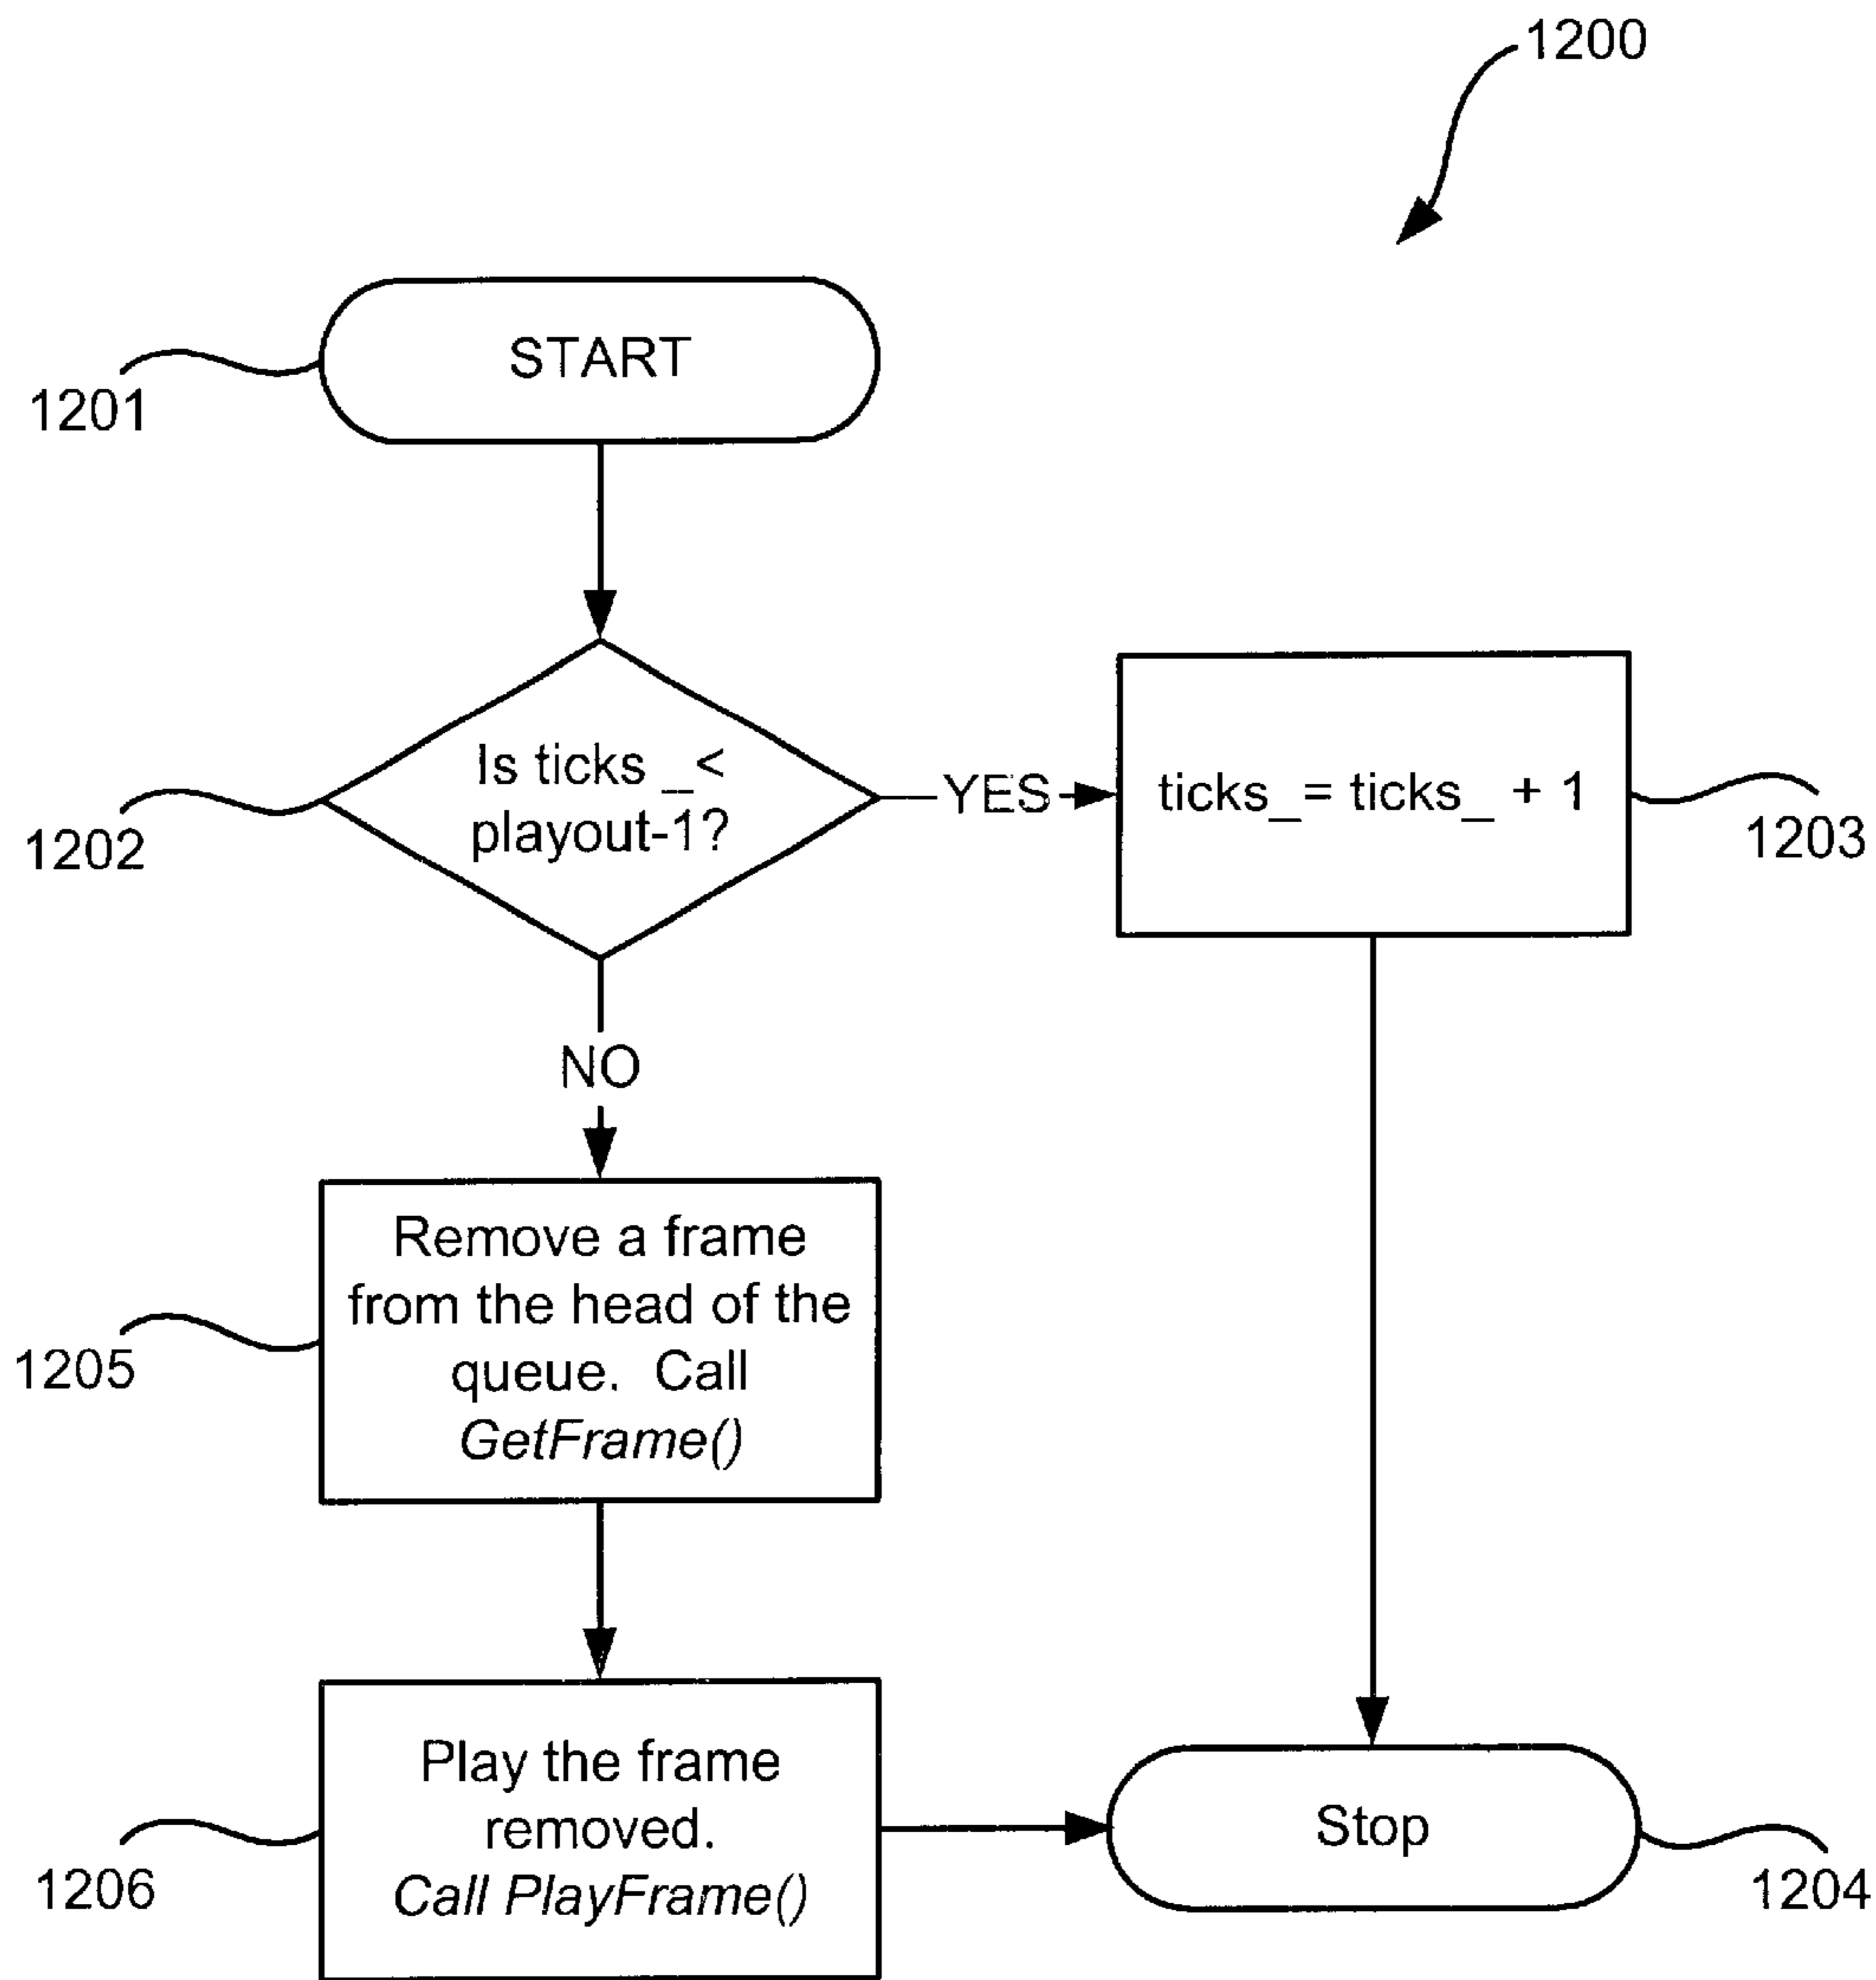 1200
START
1201
Is ticks _ <
playout-1?
1202
YES
ticks_ = ticks_ + 1
1203
NO
Remove a frame
from the head of the
queue. Call
GetFrame()
1205
Play the frame
removed.
Call PlayFrame()
1206
Stop
1204